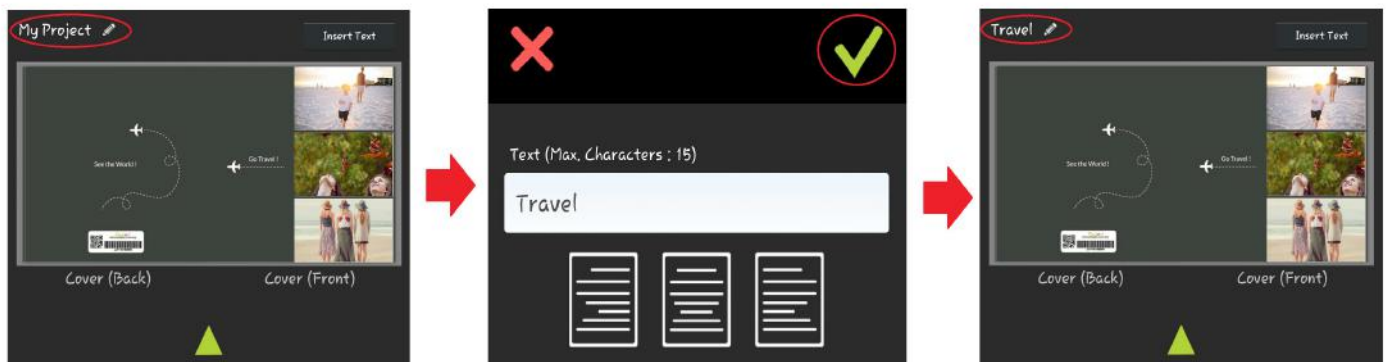 My Project
Insert Text
See the World !
Go Travel !
Cover (Back)
Cover (Front)
Text (Max. Characters : 15)
Travel
Travel
Insert Text
See the World !
Go Travel !
Cover (Back)
Cover (Front)